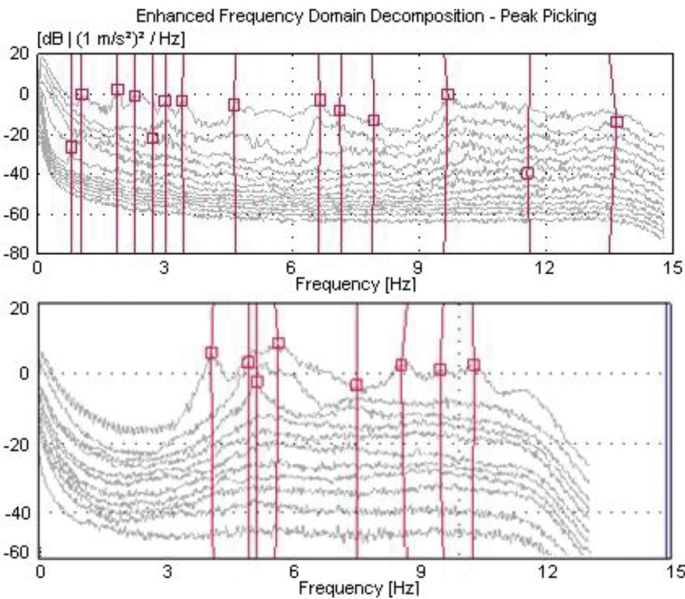 Enhanced Frequency Domain Decomposition - Peak Picking
[dB | (1 m/s²)² / Hz]
20
0
-20
-40
-60
-80
0 3 6 9 12 15
Frequency [Hz]
20
0
-20
-40
-60
0 3 6 9 12 15
Frequency [Hz]